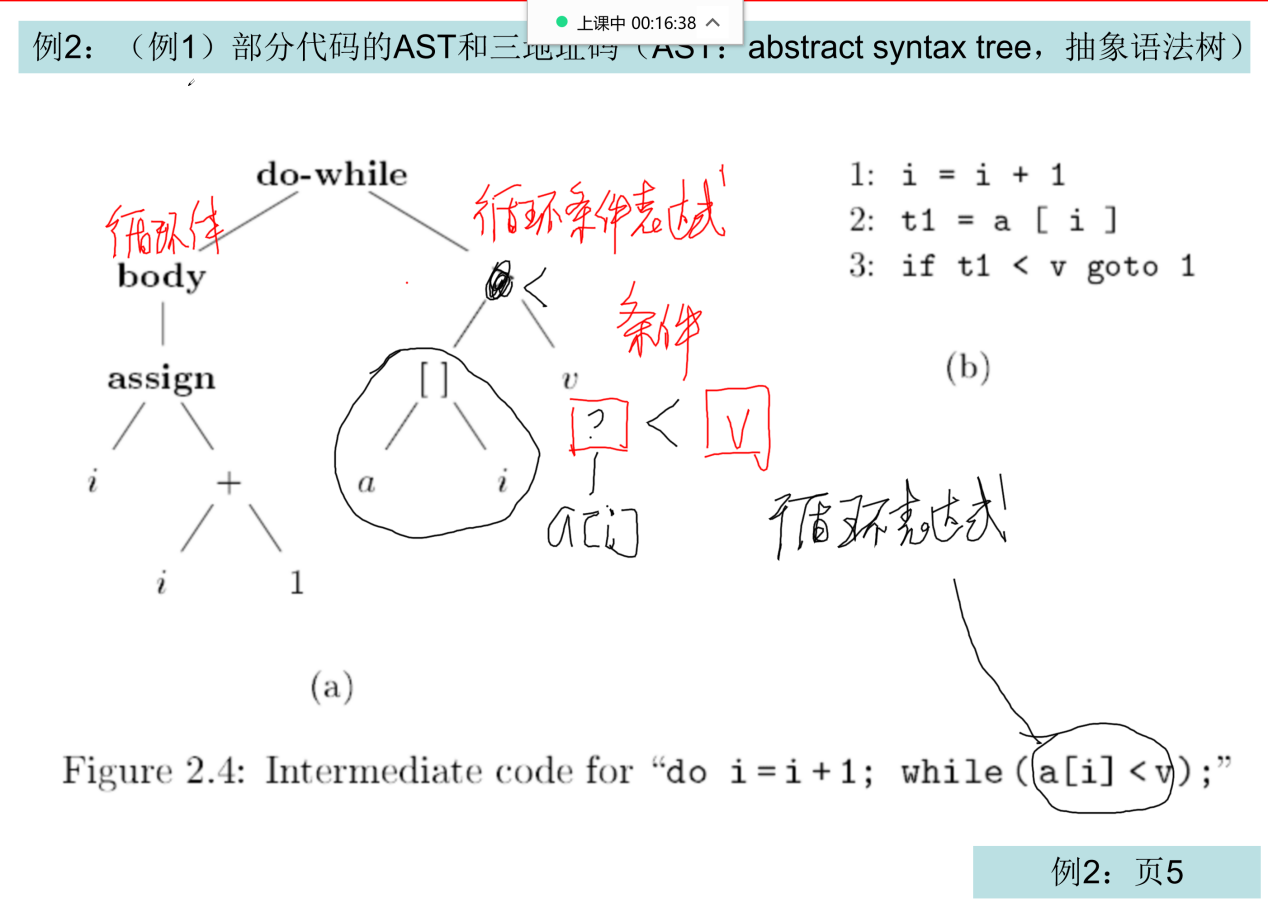 上课中 00:16:38
例2：（例1）部分代码的AST和三地址码（AST：abstract syntax tree，抽象语法树）
do-while
循环体
循环条件表达式
body
<
条件
assign
[ ]
v
? < v
i
+
a
i
a[i]
i
1
(a)
1: i = i + 1
2: t1 = a [ i ]
3: if t1 < v goto 1
(b)
循环表达式
Figure 2.4: Intermediate code for “do i=i+1; while(a[i]<v);”
例2：页5